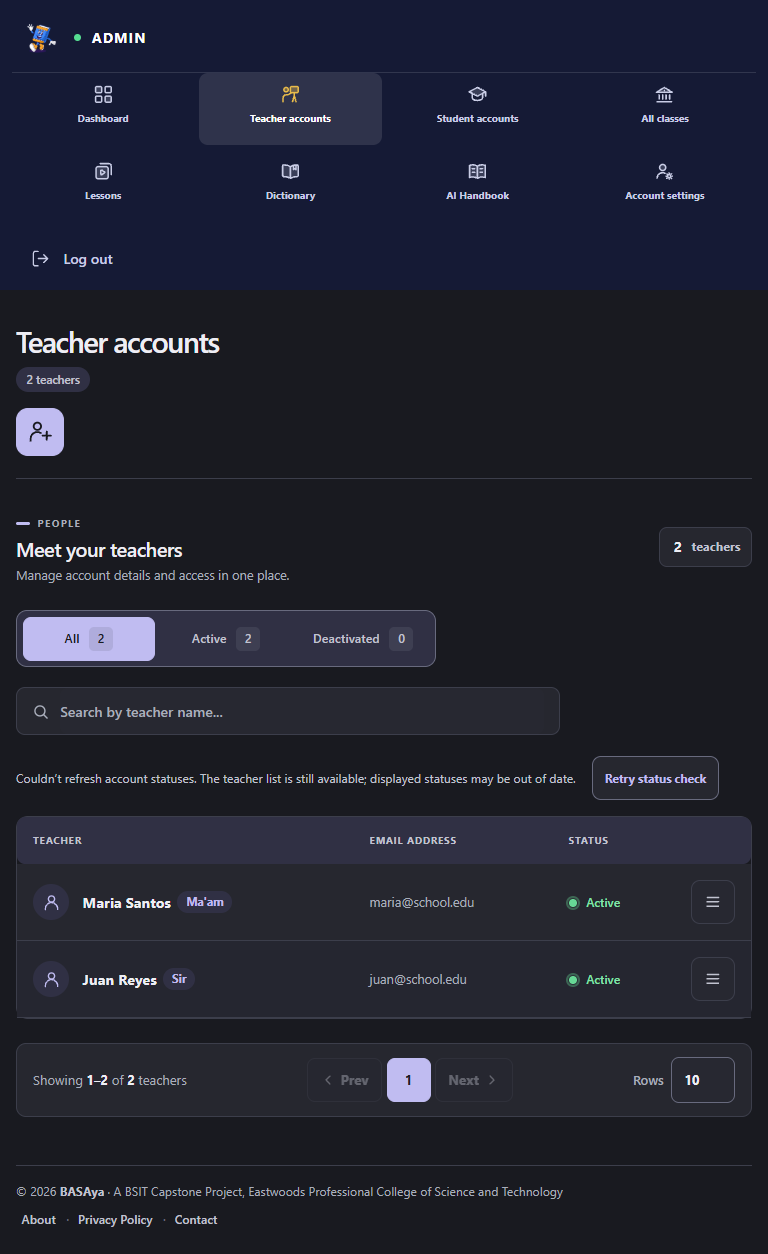 ADMIN
Dashboard
Teacher accounts
Student accounts
All classes
Lessons
Dictionary
AI Handbook
Account settings
Log out
Teacher accounts
2 teachers
PEOPLE
Meet your teachers
Manage account details and access in one place.
2 teachers
All 2
Active 2
Deactivated 0
Search by teacher name...
Couldn't refresh account statuses. The teacher list is still available; displayed statuses may be out of date.
Retry status check
TEACHER EMAIL ADDRESS STATUS
Maria Santos Ma'am maria@school.edu Active
Juan Reyes Sir juan@school.edu Active
Showing 1–2 of 2 teachers
Prev 1 Next
Rows 10
© 2026 BASAya · A BSIT Capstone Project, Eastwoods Professional College of Science and Technology
About · Privacy Policy · Contact